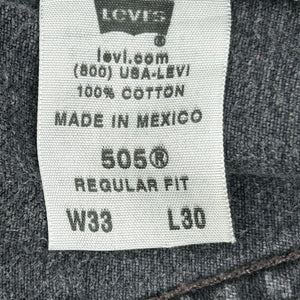 LEVI'S
levi.com
(800) USA-LEVI
100% COTTON
MADE IN MEXICO
505®
REGULAR FIT
W33 L30